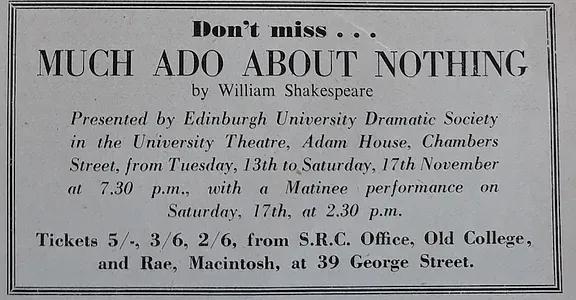 Don't miss . . .
MUCH ADO ABOUT NOTHING
by William Shakespeare
Presented by Edinburgh University Dramatic Society
in the University Theatre, Adam House, Chambers
Street, from Tuesday, 13th to Saturday, 17th November
at 7.30 p.m., with a Matinee performance on
Saturday, 17th, at 2.30 p.m.
Tickets 5/-, 3/6, 2/6, from S.R.C. Office, Old College,
and Rae, Macintosh, at 39 George Street.